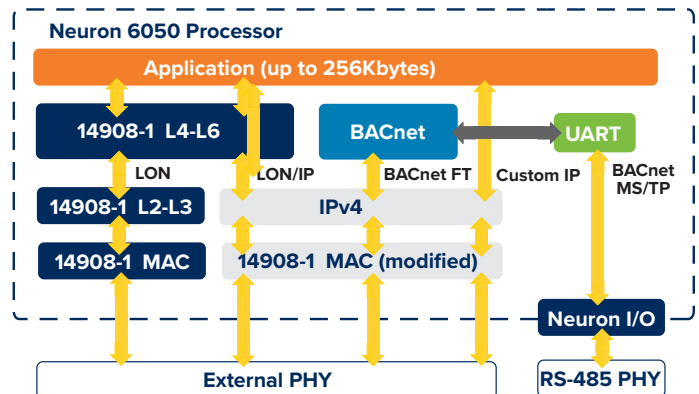 Neuron 6050 Processor
Application (up to 256Kbytes)
14908-1 L4-L6
BACnet
UART
LON
LON/IP
BACnet FT
Custom IP
BACnet
MS/TP
14908-1 L2-L3
IPv4
14908-1 MAC
14908-1 MAC (modified)
Neuron I/O
External PHY
RS-485 PHY